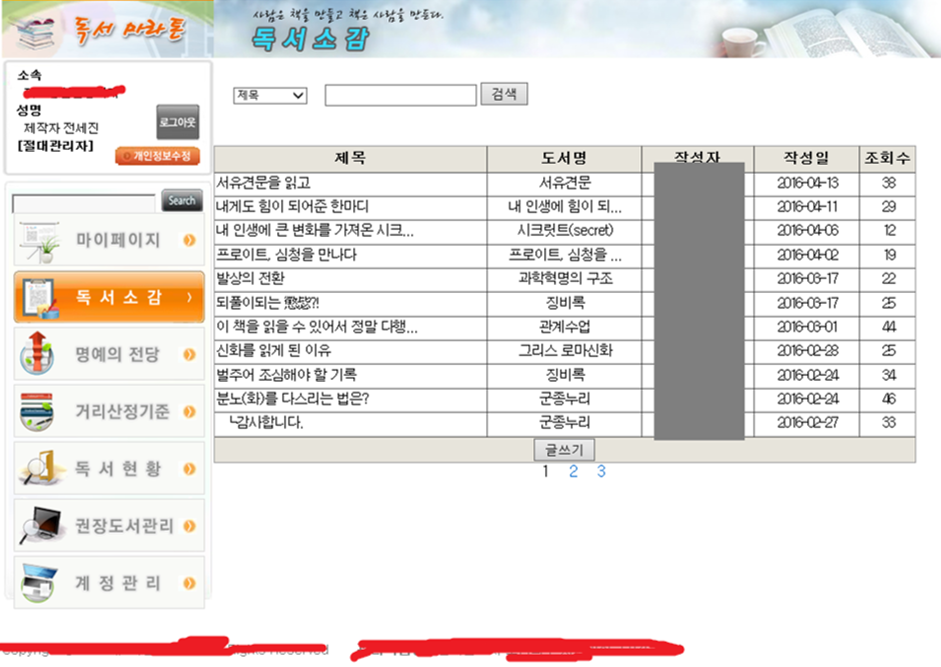 독서 마라톤
사람은 책을 만들고 책은 사람을 만든다.
독서소감
소속
성명
제작자 전세진
[절대관리자]
로그아웃
개인정보수정
Search
마이페이지
독서소감
명예의 전당
거리산정기준
독서현황
권장도서관리
계정관리
제목 검색
제목 도서명 작성자 작성일 조회수
서유견문을 읽고 서유견문 2016-04-13 38
내게도 힘이 되어준 한마디 내 인생에 힘이 되... 2016-04-11 29
내 인생에 큰 변화를 가져온 시크... 시크릿트(secret) 2016-04-06 12
프로이트, 심청을 만나다 프로이트, 심청을 ... 2016-04-02 19
발상의 전환 과학혁명의 구조 2016-03-17 22
되풀이되는 ?! 징비록 2016-03-17 25
이 책을 읽을 수 있어서 정말 다행... 관계수업 2016-03-01 44
신화를 읽게 된 이유 그리스 로마신화 2016-02-28 25
벌주어 조심해야 할 기록 징비록 2016-02-24 34
분노(화)를 다스리는 법은? 군종누리 2016-02-24 46
┗감사합니다. 군종누리 2016-02-27 33
글쓰기
1 2 3
Rights Reserved